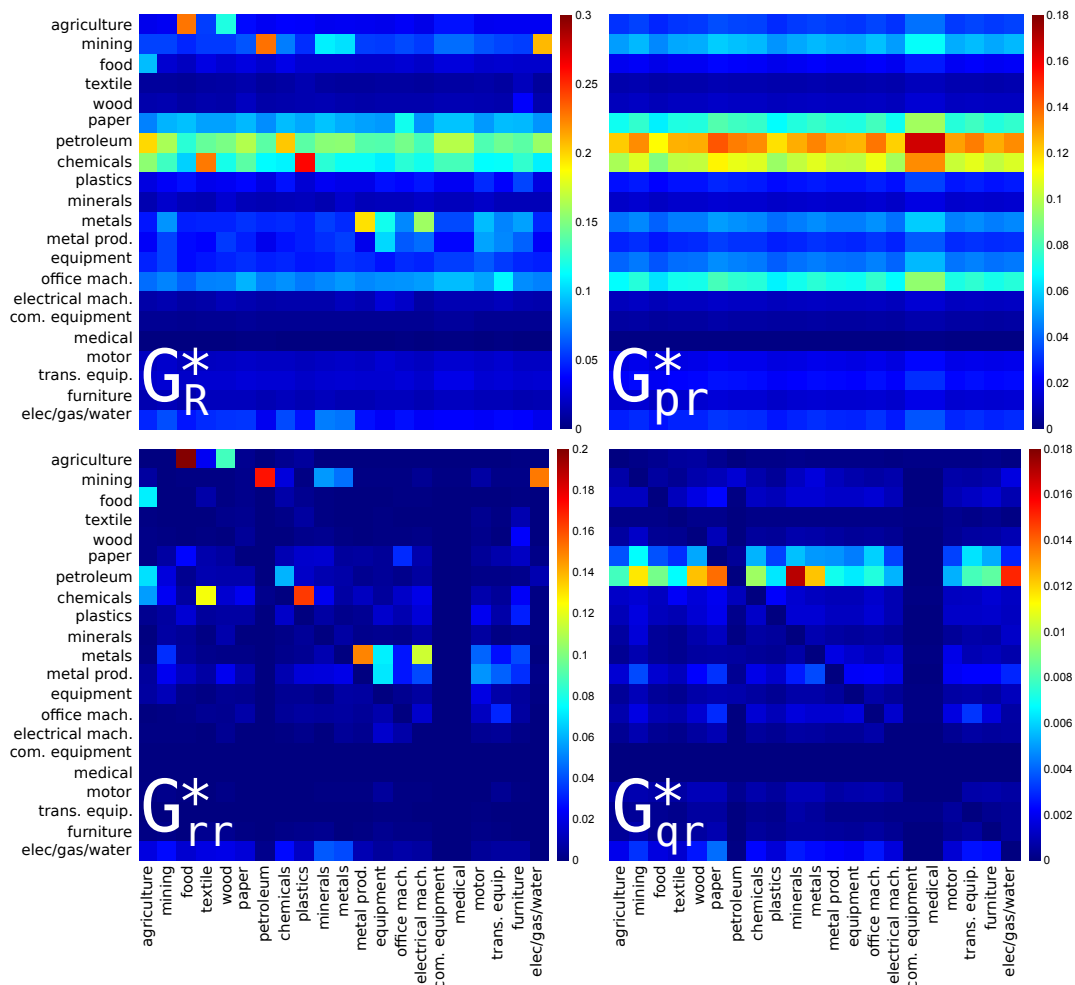 agriculture
mining
food
textile
wood
paper
petroleum
chemicals
plastics
minerals
metals
metal prod.
equipment
office mach.
electrical mach.
com. equipment
medical
motor
trans. equip.
furniture
elec/gas/water
G*R
0.3
0.25
0.2
0.15
0.1
0.05
0
G*pr
0.18
0.16
0.14
0.12
0.1
0.08
0.06
0.04
0.02
0
agriculture
mining
food
textile
wood
paper
petroleum
chemicals
plastics
minerals
metals
metal prod.
equipment
office mach.
electrical mach.
com. equipment
medical
motor
trans. equip.
furniture
elec/gas/water
G*rr
0.2
0.18
0.16
0.14
0.12
0.1
0.08
0.06
0.04
0.02
0
G*qr
0.018
0.016
0.014
0.012
0.01
0.008
0.006
0.004
0.002
0
agriculture
mining
food
textile
wood
paper
petroleum
chemicals
plastics
minerals
metals
metal prod.
equipment
office mach.
electrical mach.
com. equipment
medical
motor
trans. equip.
furniture
elec/gas/water
agriculture
mining
food
textile
wood
paper
petroleum
chemicals
plastics
minerals
metals
metal prod.
equipment
office mach.
electrical mach.
com. equipment
medical
motor
trans. equip.
furniture
elec/gas/water